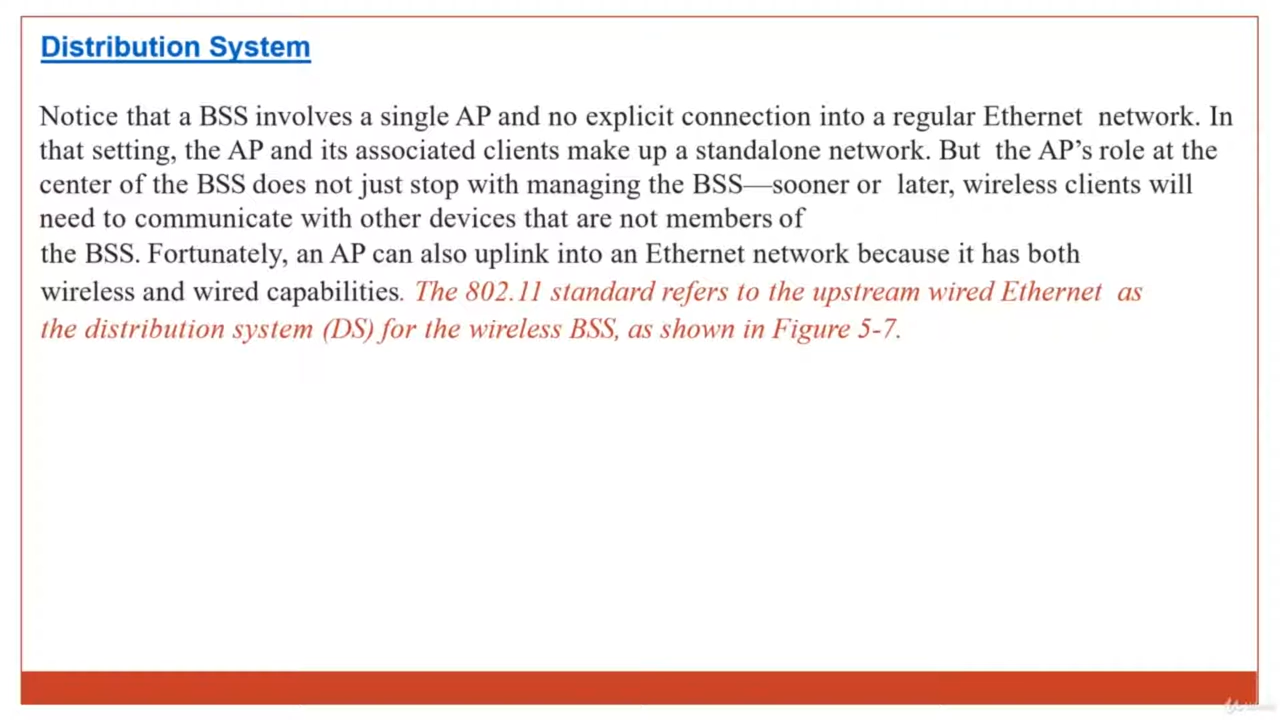 Distribution System
Notice that a BSS involves a single AP and no explicit connection into a regular Ethernet network. In
that setting, the AP and its associated clients make up a standalone network. But the AP’s role at the
center of the BSS does not just stop with managing the BSS—sooner or later, wireless clients will
need to communicate with other devices that are not members of
the BSS. Fortunately, an AP can also uplink into an Ethernet network because it has both
wireless and wired capabilities. The 802.11 standard refers to the upstream wired Ethernet as
the distribution system (DS) for the wireless BSS, as shown in Figure 5-7.